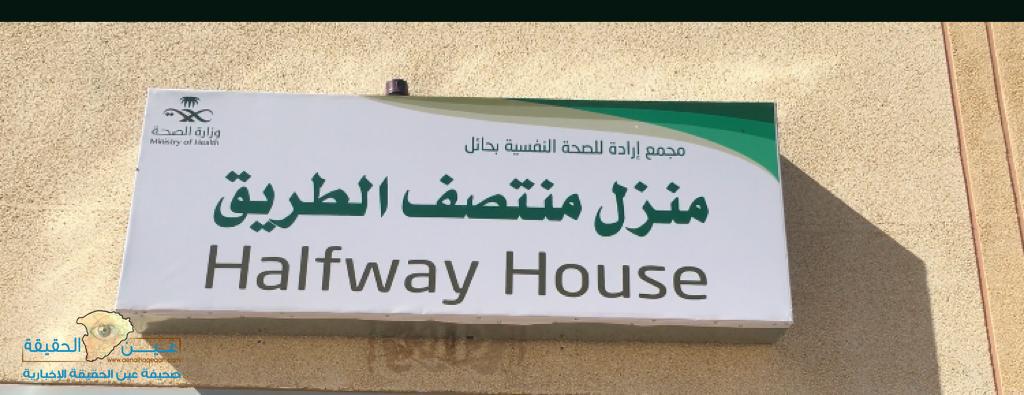 وزارة الصحة
Ministry of Health
مجمع إرادة للصحة النفسية بحائل
منزل منتصف الطريق
Halfway House
عين الحقيقة
صحيفة عين الحقيقة الإخبارية